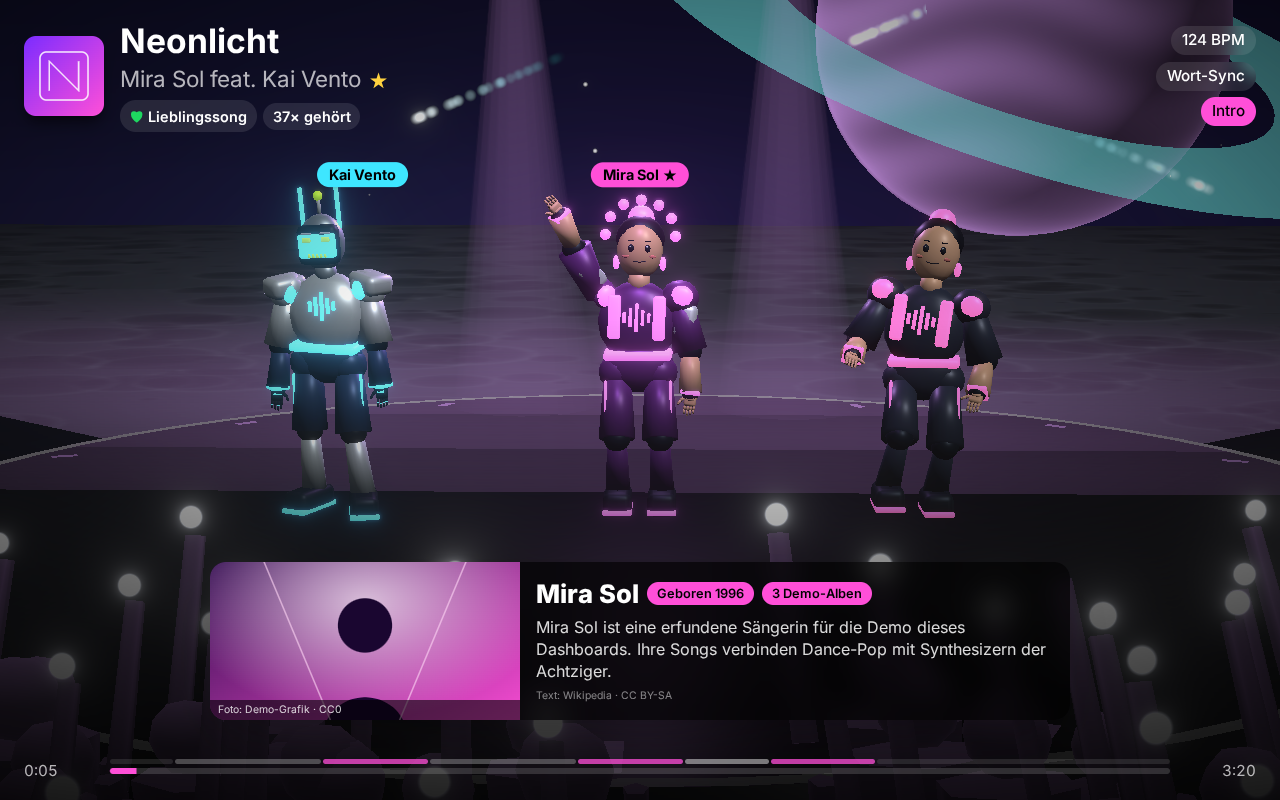 N
Neonlicht
Mira Sol feat. Kai Vento ★
Lieblingssong
37× gehört
124 BPM
Wort-Sync
Intro
Kai Vento
Mira Sol ★
Mira Sol
Geboren 1996
3 Demo-Alben
Mira Sol ist eine erfundene Sängerin für die Demo dieses
Dashboards. Ihre Songs verbinden Dance-Pop mit Synthesizern der
Achtziger.
Text: Wikipedia · CC BY-SA
Foto: Demo-Grafik · CC0
0:05
3:20